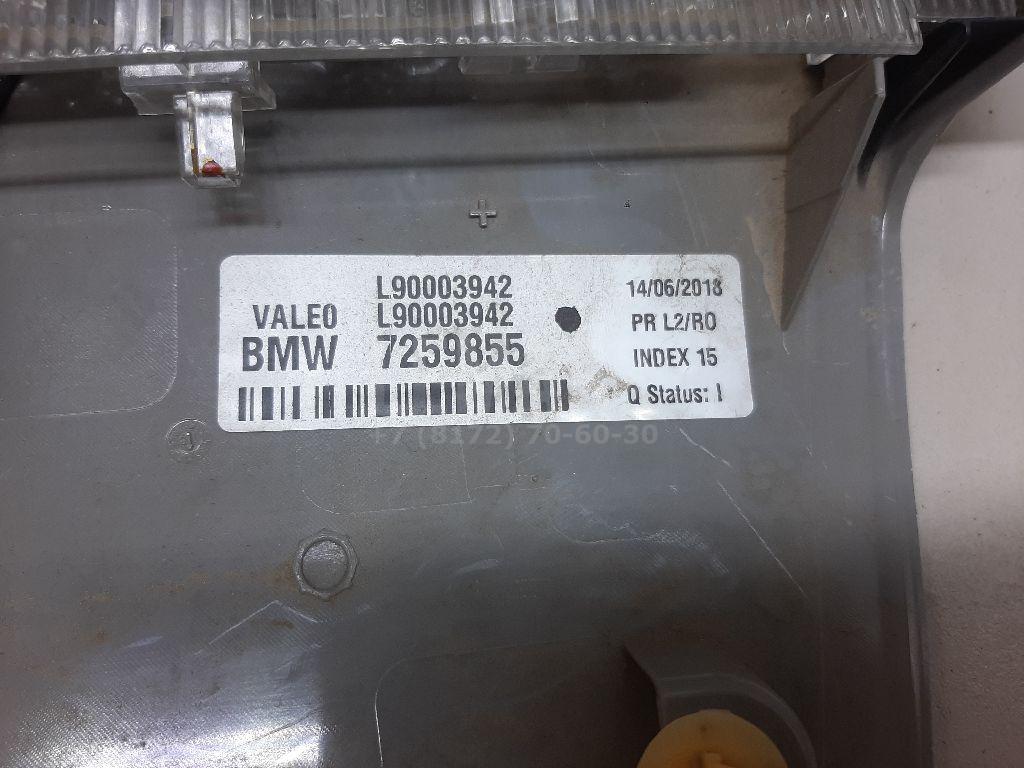 L90003942
VALEO L90003942
BMW 7259855
14/06/2018
PR L2/R0
INDEX 15
Q Status: I
+7 (8172) 70-60-30